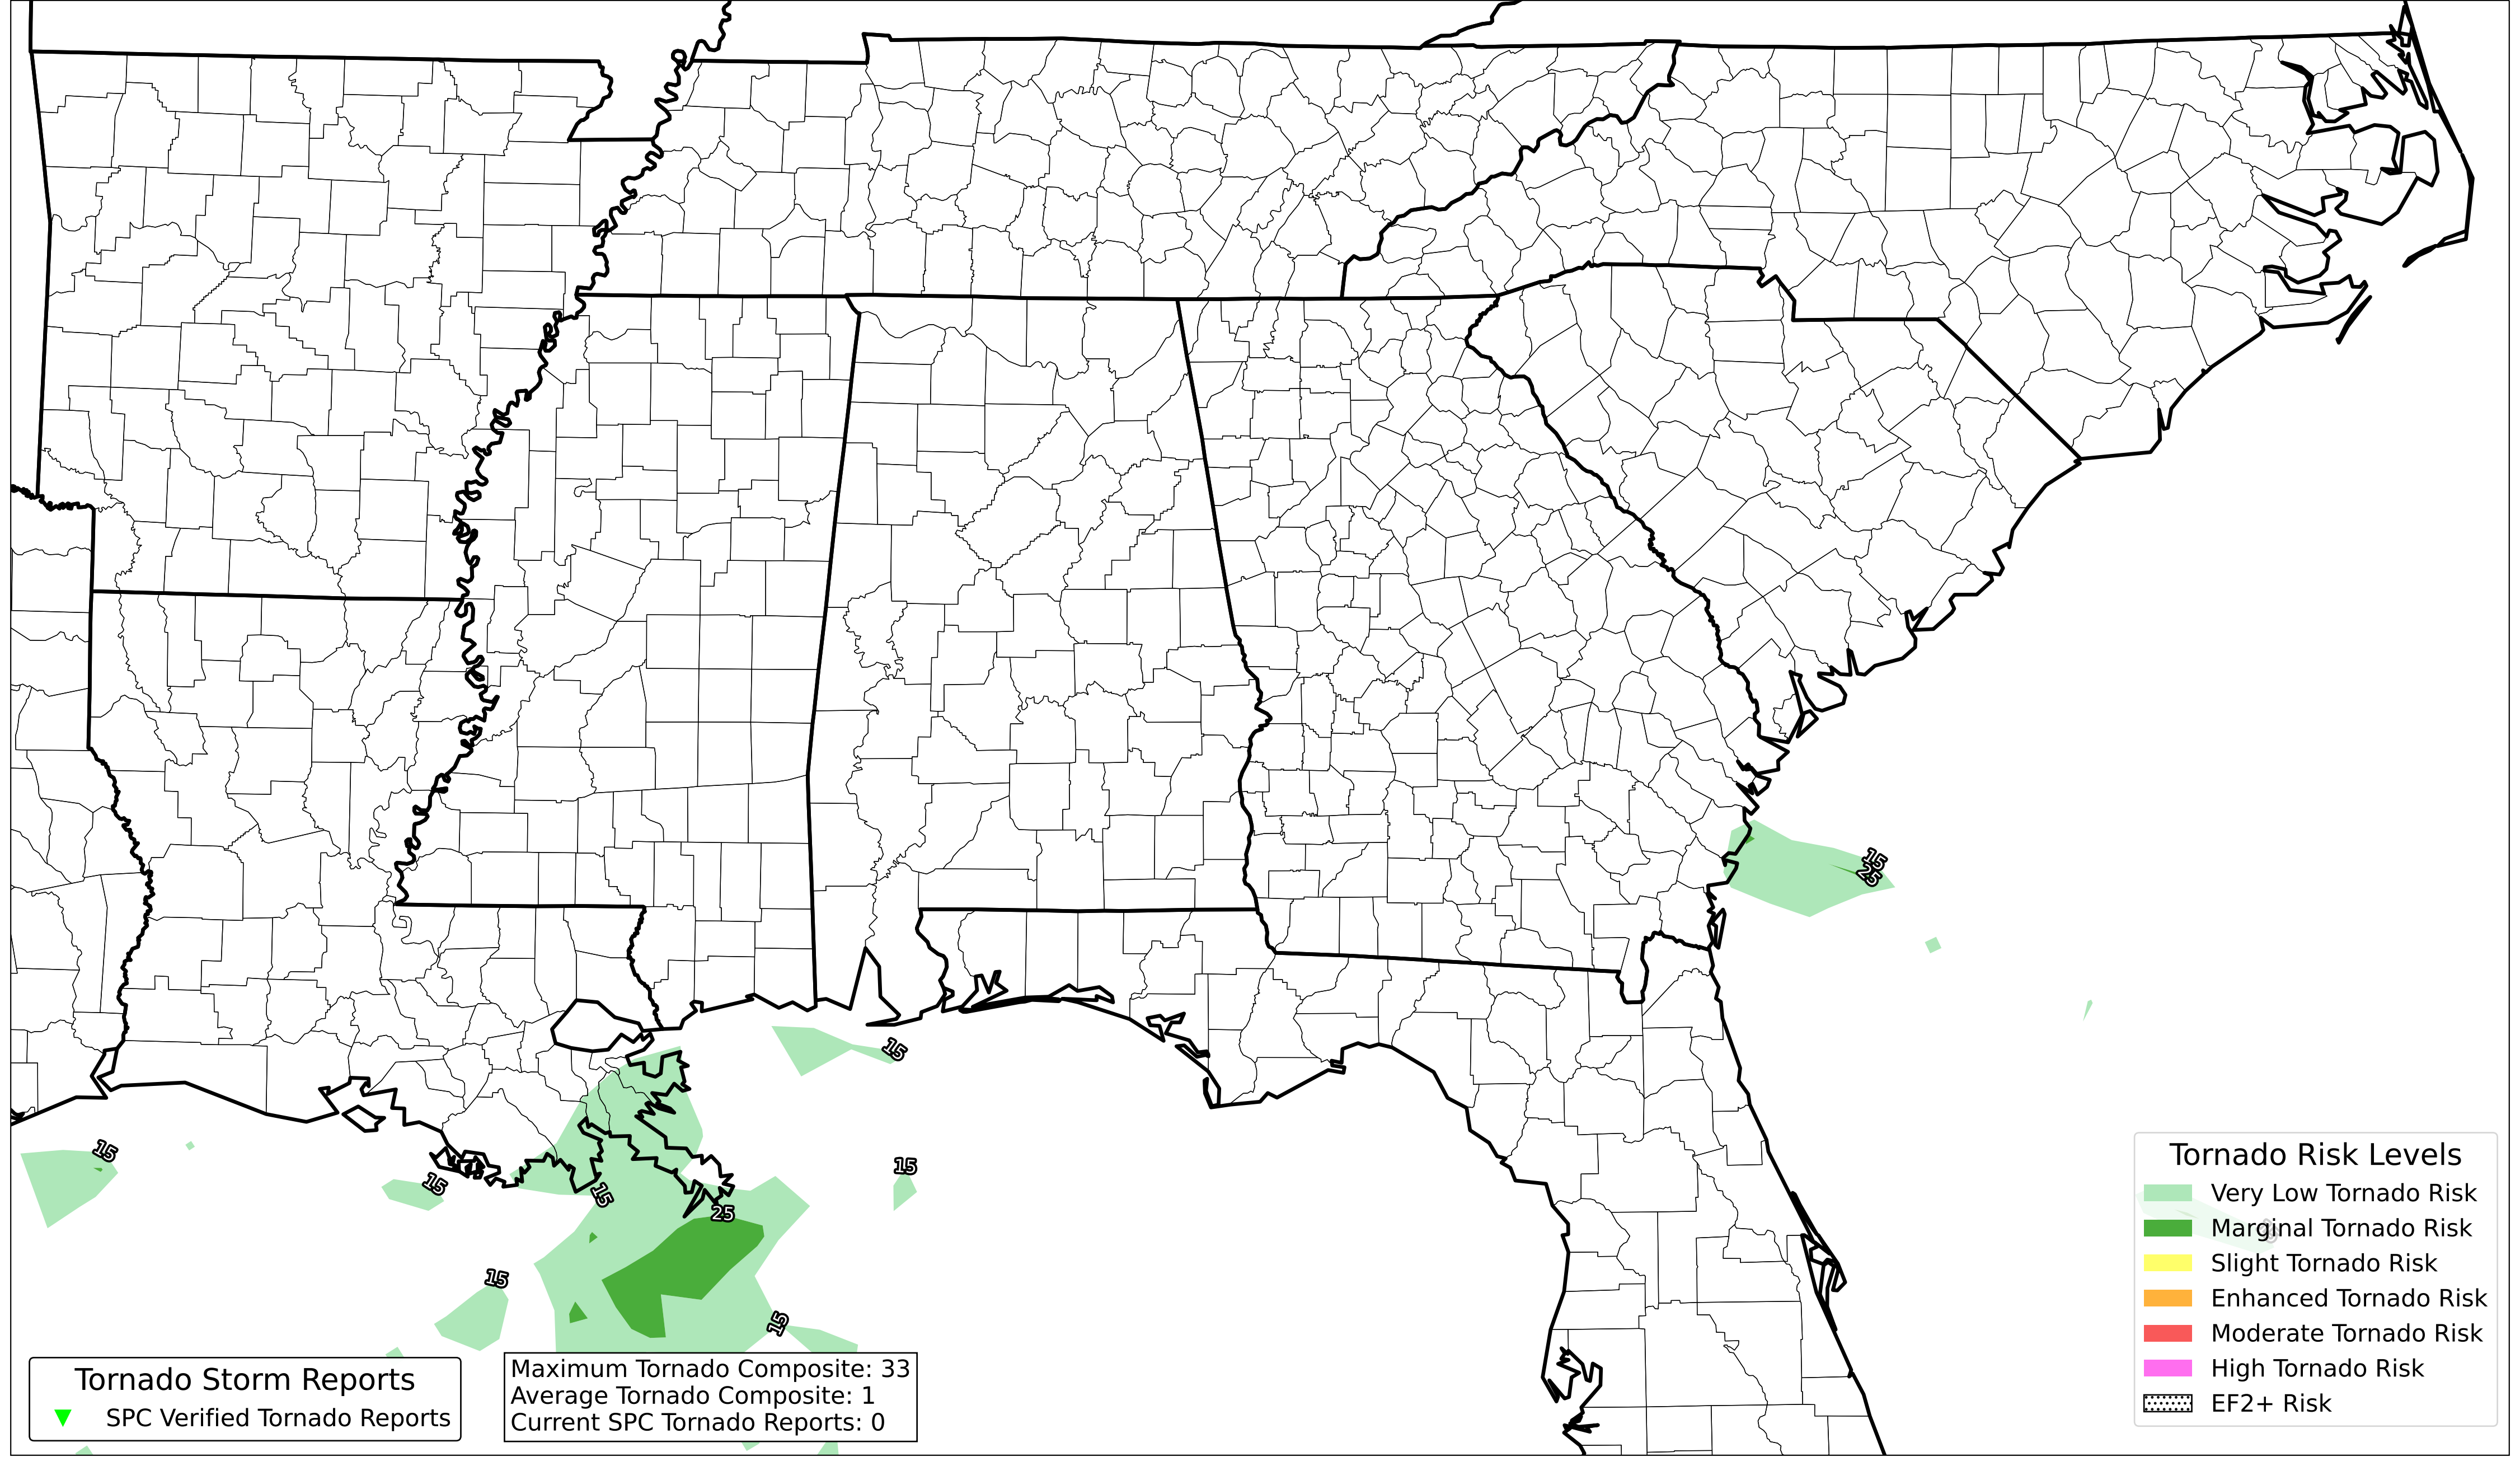 15
25
15
15
15
15
15
25
15
15
Tornado Risk Levels
Very Low Tornado Risk
Marginal Tornado Risk
Slight Tornado Risk
Enhanced Tornado Risk
Moderate Tornado Risk
High Tornado Risk
EF2+ Risk
Tornado Storm Reports
SPC Verified Tornado Reports
Maximum Tornado Composite: 33
Average Tornado Composite: 1
Current SPC Tornado Reports: 0